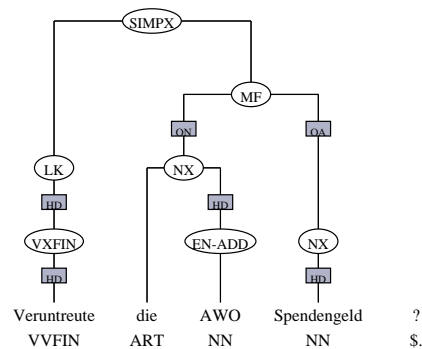 SIMPX
MF
ON OA
LK NX
HD HD
VXFIN EN-ADD NX
HD HD
Veruntreute die AWO Spendengeld ?
VVFIN ART NN NN $.